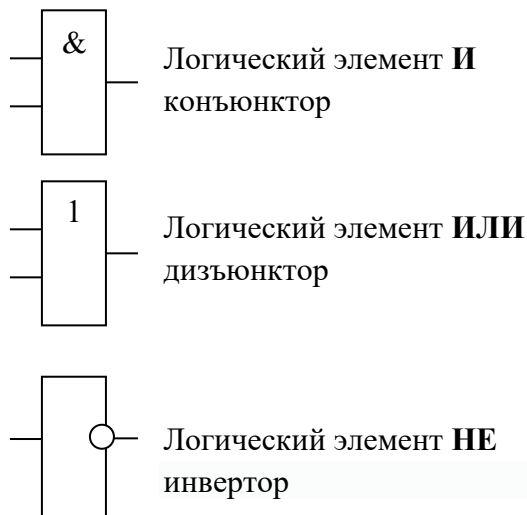 &
Логический элемент И
конъюнктор
1
Логический элемент ИЛИ
дизъюнктор
Логический элемент НЕ
инвертор